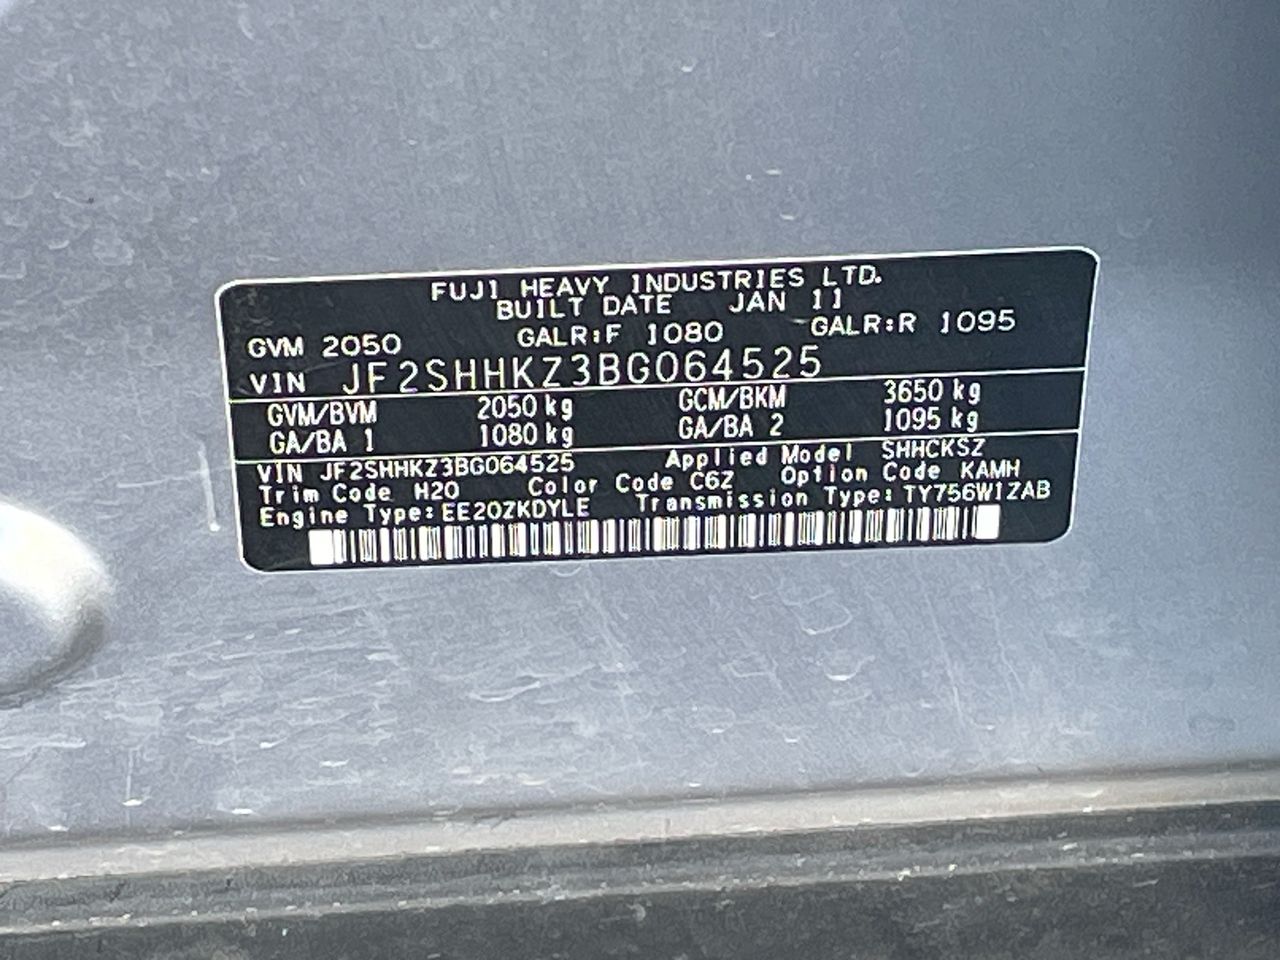 FUJI HEAVY INDUSTRIES LTD.
BUILT DATE JAN 11
GVM 2050 GALR:F 1080 GALR:R 1095
VIN JF2SHHKZ3BG064525
GVM/BVM 2050 kg GCM/BKM 3650 kg
GA/BA 1 1080 kg GA/BA 2 1095 kg
VIN JF2SHHKZ3BG064525 Applied Model SHHCKSZ
Trim Code H20 Color Code C6Z Option Code KAMH
Engine Type: EE20ZKDYLE Transmission Type: TY756W1ZAB